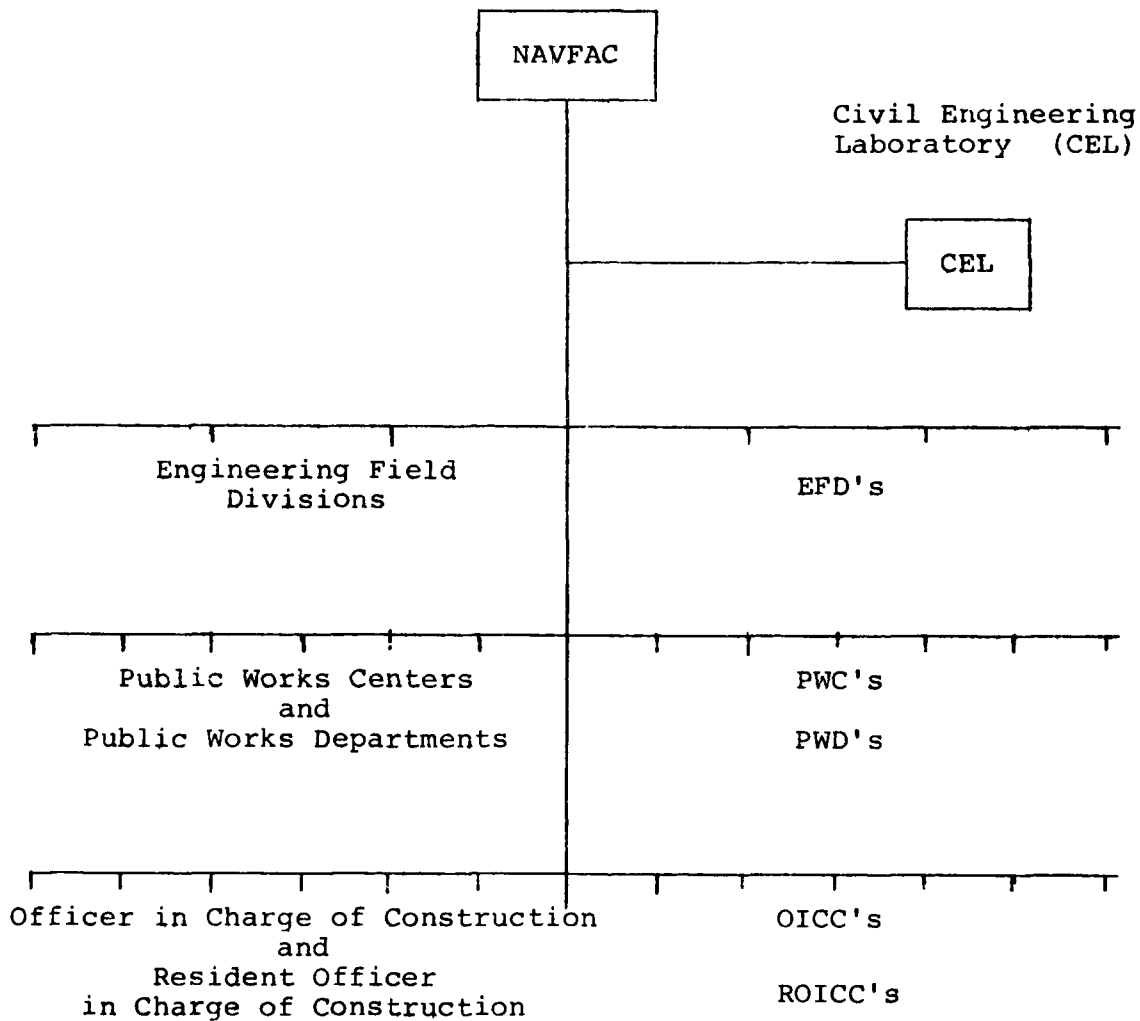 NAVFAC
Civil Engineering
Laboratory (CEL)
CEL
Engineering Field
Divisions
EFD's
Public Works Centers
and
Public Works Departments
PWC's
PWD's
Officer in Charge of Construction
and
Resident Officer
in Charge of Construction
OICC's
ROICC's